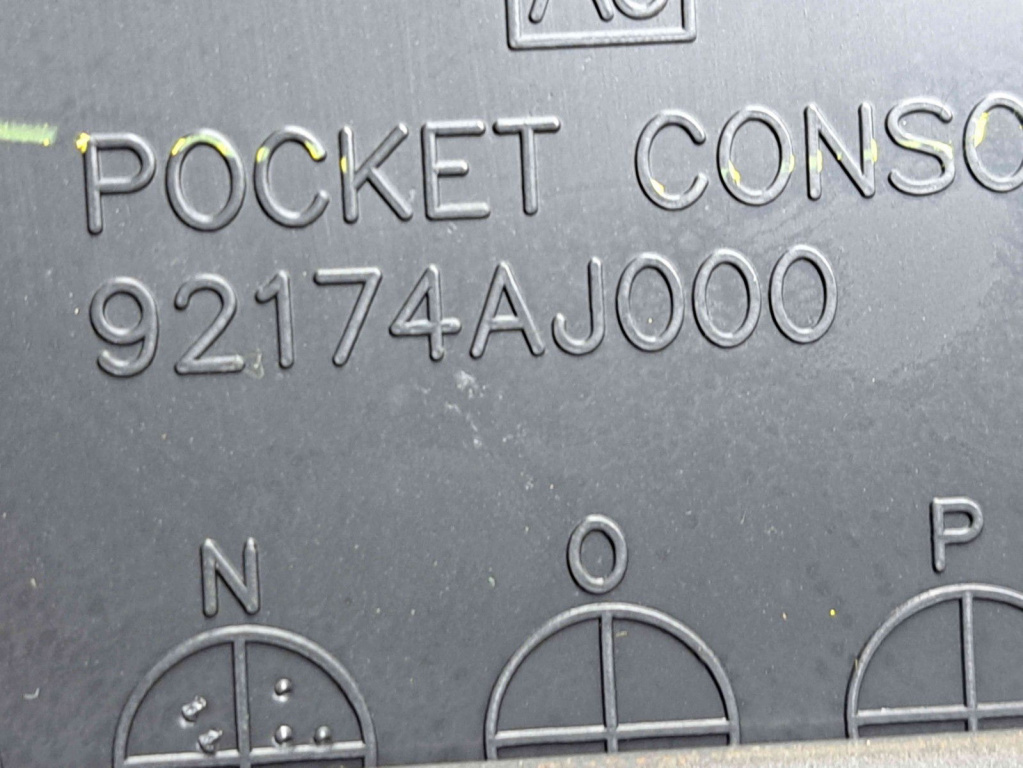 POCKET CONSO
92174AJ000
N O P